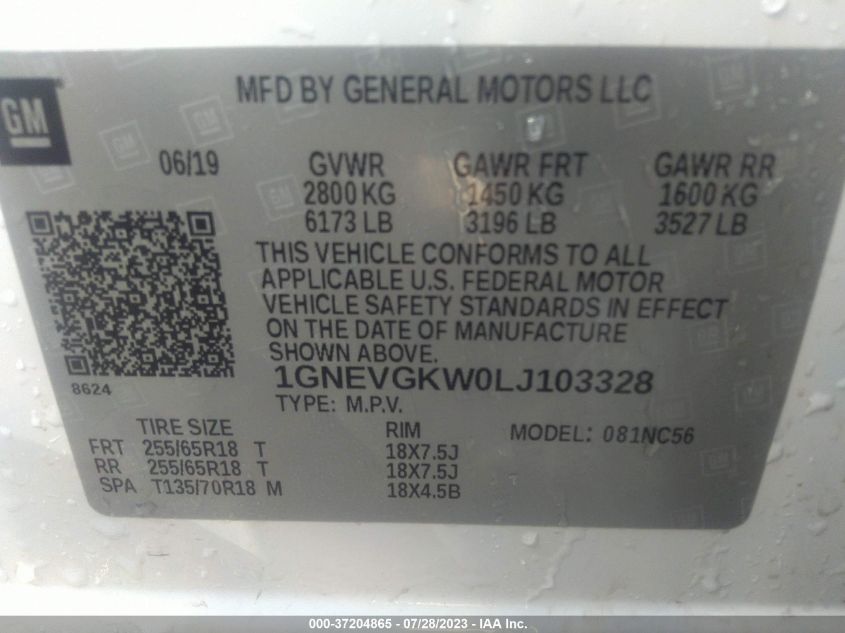 GM
MFD BY GENERAL MOTORS LLC
06/19 GVWR GAWR FRT GAWR RR
2800 KG 1450 KG 1600 KG
6173 LB 3196 LB 3527 LB
THIS VEHICLE CONFORMS TO ALL
APPLICABLE U.S. FEDERAL MOTOR
VEHICLE SAFETY STANDARDS IN EFFECT
ON THE DATE OF MANUFACTURE
SHOWN ABOVE.
1GNEVGKW0LJ103328
8624
TYPE: M.P.V.
TIRE SIZE RIM MODEL: 081NC56
FRT 255/65R18 T 18X7.5J
RR 255/65R18 T 18X7.5J
SPA T135/70R18 M 18X4.5B
000-37204865 - 07/28/2023 - IAA Inc.